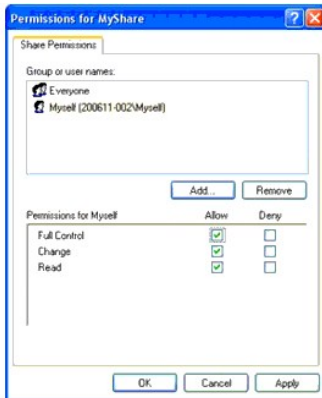 Permissions for MyShare
Share Permissions
Group or user names:
Everyone
Myself (200611-002\Myself)
Add...
Remove
Permissions for Myself
Allow
Deny
Full Control
Change
Read
OK
Cancel
Apply